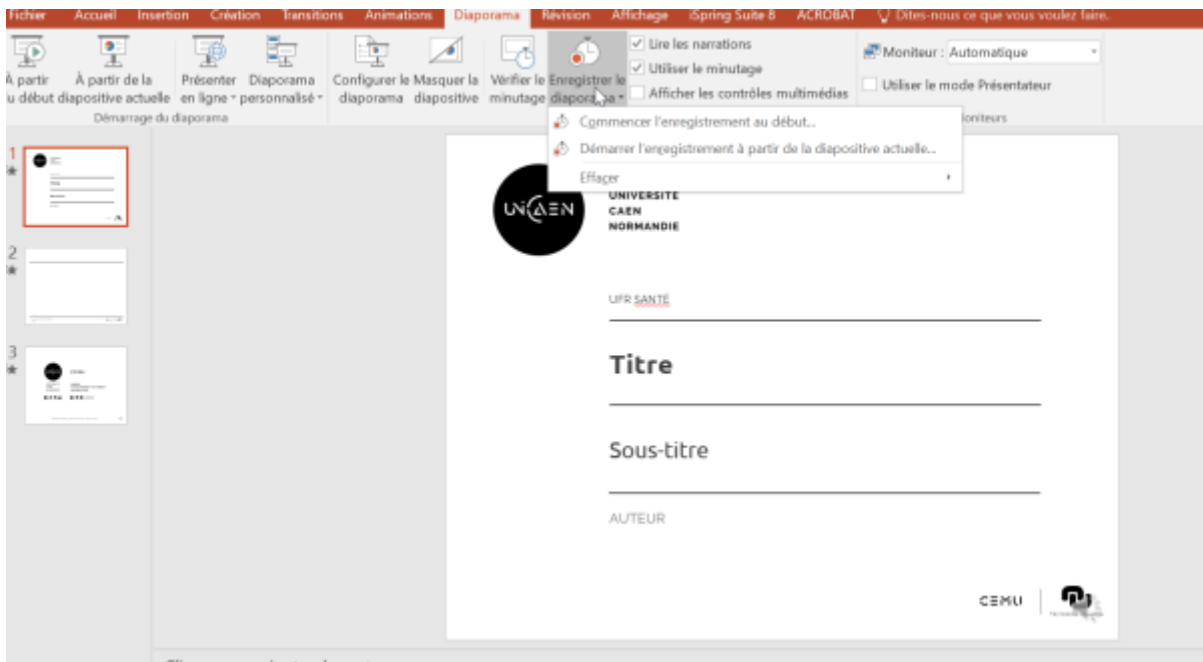 Fichier Accueil Insertion Création Transitions Animations Diaporama Révision Affichage iSpring Suite 8 ACROBAT Dites-nous ce que vous voulez faire.
À partir À partir de la Présenter Diaporama Configurer le Masquer la Vérifier le Enregistrer le
u début diapositive actuelle en ligne personnalisé diaporama diapositive minutage diaporama
Lire les narrations
Utiliser le minutage
Afficher les contrôles multimédias
Moniteur : Automatique
Utiliser le mode Présentateur
Démarrage du diaporama
oniteurs
Commencer l'enregistrement au début...
Démarrer l'enregistrement à partir de la diapositive actuelle...
Effacer
1
2
3
UNICAEN
UNIVERSITÉ
CAEN
NORMANDIE
UFR SANTÉ
Titre
Sous-titre
AUTEUR
CEMU